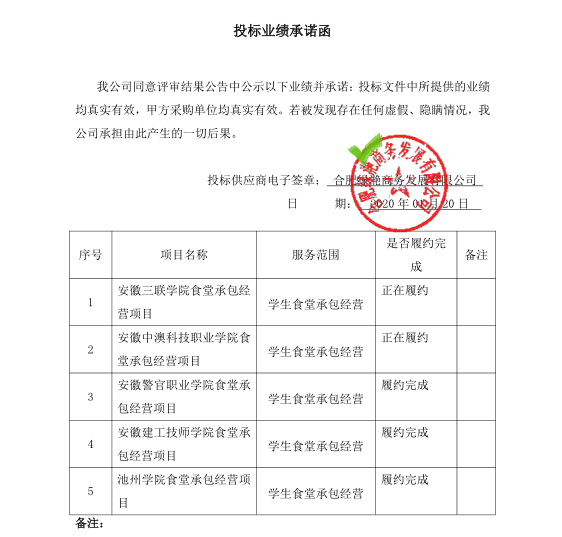 投标业绩承诺函
我公司同意评审结果公告中公示以下业绩并承诺：投标文件中所提供的业绩
均真实有效，甲方采购单位均真实有效。若被发现存在任何虚假、隐瞒情况，我
公司承担由此产生的一切后果。
投标供应商电子签章： 合肥 商务发展有限公司
日 期： 2020 年 0 月 20 日
序号 项目名称 服务范围 是否履约完
成 备注
1 安徽三联学院食堂承包经
营项目 学生食堂承包经营 正在履约
2 安徽中澳科技职业学院食
堂承包经营项目 学生食堂承包经营 正在履约
3 安徽警官职业学院食堂承
包经营项目 学生食堂承包经营 履约完成
4 安徽建工技师学院食堂承
包经营项目 学生食堂承包经营 履约完成
5 池州学院食堂承包经营项
目 学生食堂承包经营 履约完成
备注：